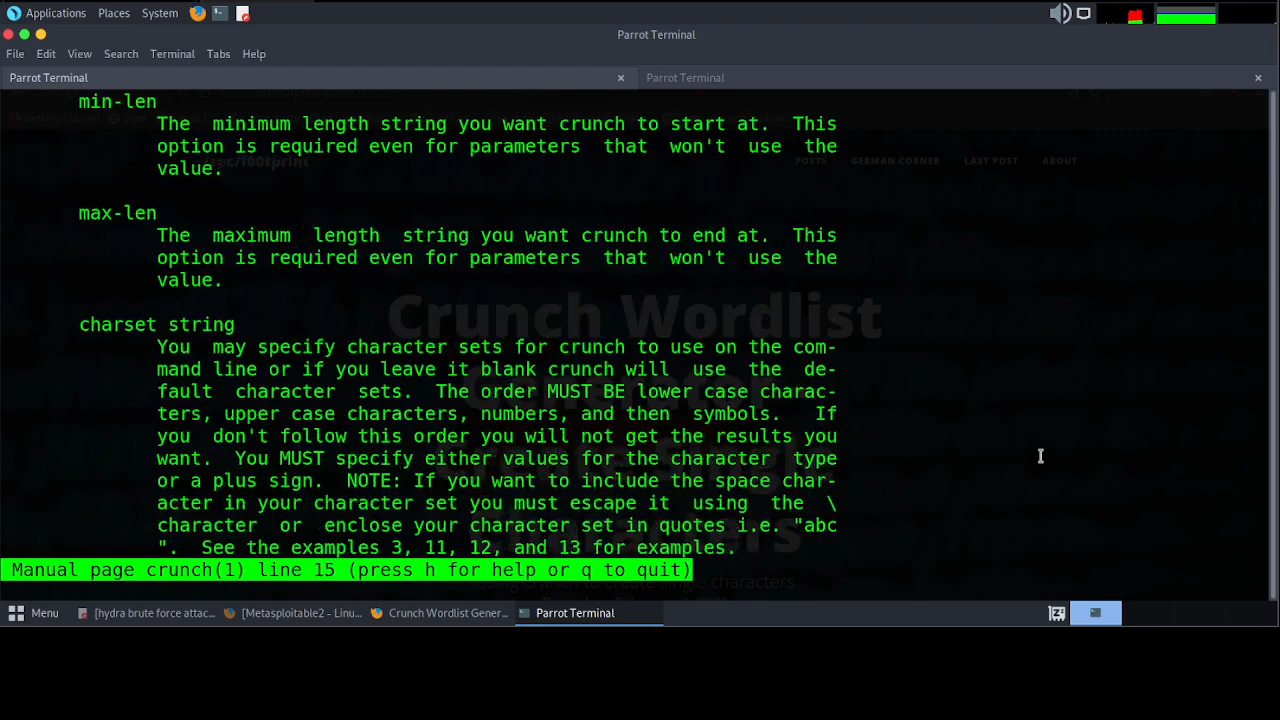 Applications Places System
Parrot Terminal
File Edit View Search Terminal Tabs Help
Parrot Terminal × Parrot Terminal ×
min-len
The minimum length string you want crunch to start at. This
option is required even for parameters that won't use the
value.
POSTS GERMAN CORNER LAST POST ABOUT
max-len
The maximum length string you want crunch to end at. This
option is required even for parameters that won't use the
value.
Crunch Wordlist
charset string
You may specify character sets for crunch to use on the com-
mand line or if you leave it blank crunch will use the de-
fault character sets. The order MUST BE lower case charac-
ters, upper case characters, numbers, and then symbols. If
you don't follow this order you will not get the results you
want. You MUST specify either values for the character type
or a plus sign. NOTE: If you want to include the space char-
acter in your character set you must escape it using the \
character or enclose your character set in quotes i.e. "abc
". See the examples 3, 11, 12, and 13 for examples.
Characters
Manual page crunch(1) line 15 (press h for help or q to quit)
Menu [hydra brute force attac... [Metasploitable2 - Linu... Crunch Wordlist Gener... Parrot Terminal